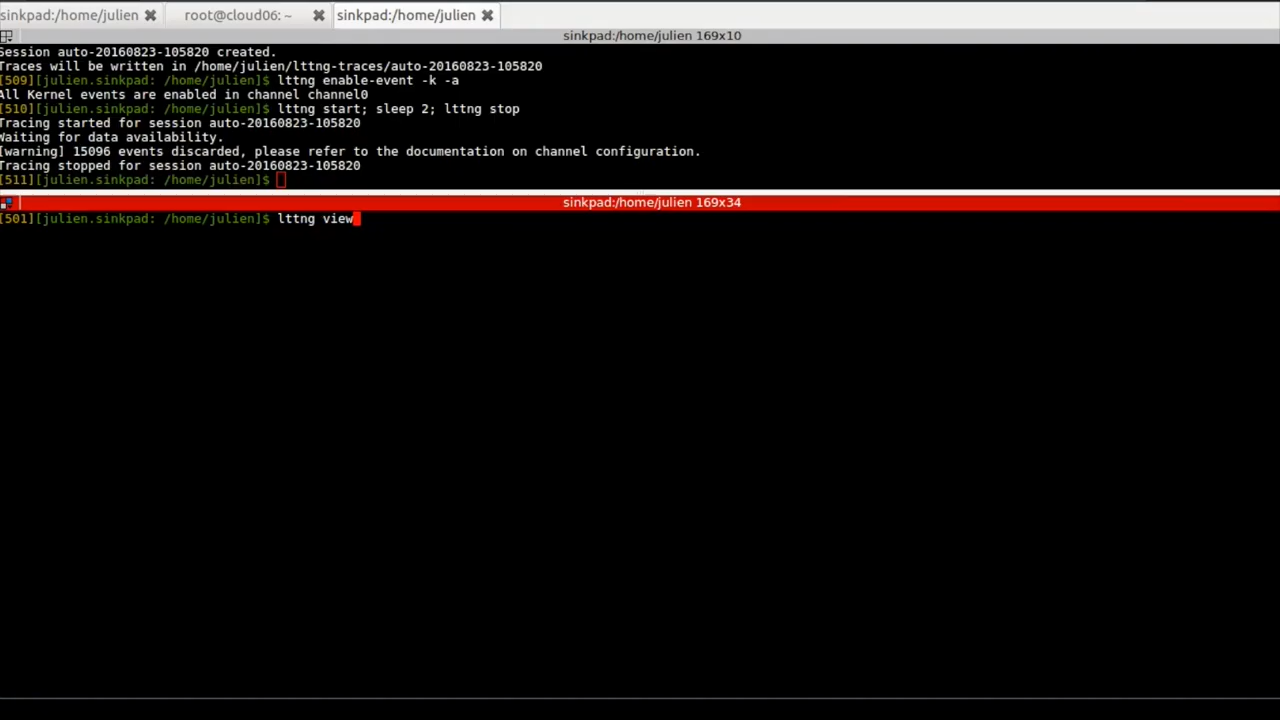 sinkpad:/home/julien ✖ root@cloud06: ~ ✖ sinkpad:/home/julien ✖
sinkpad:/home/julien 169x10
Session auto-20160823-105820 created.
Traces will be written in /home/julien/lttng-traces/auto-20160823-105820
[509][julien.sinkpad: /home/julien]$ lttng enable-event -k -a
All Kernel events are enabled in channel channel0
[510][julien.sinkpad: /home/julien]$ lttng start; sleep 2; lttng stop
Tracing started for session auto-20160823-105820
Waiting for data availability.
[warning] 15096 events discarded, please refer to the documentation on channel configuration.
Tracing stopped for session auto-20160823-105820
[511][julien.sinkpad: /home/julien]$
sinkpad:/home/julien 169x34
[501][julien.sinkpad: /home/julien]$ lttng view